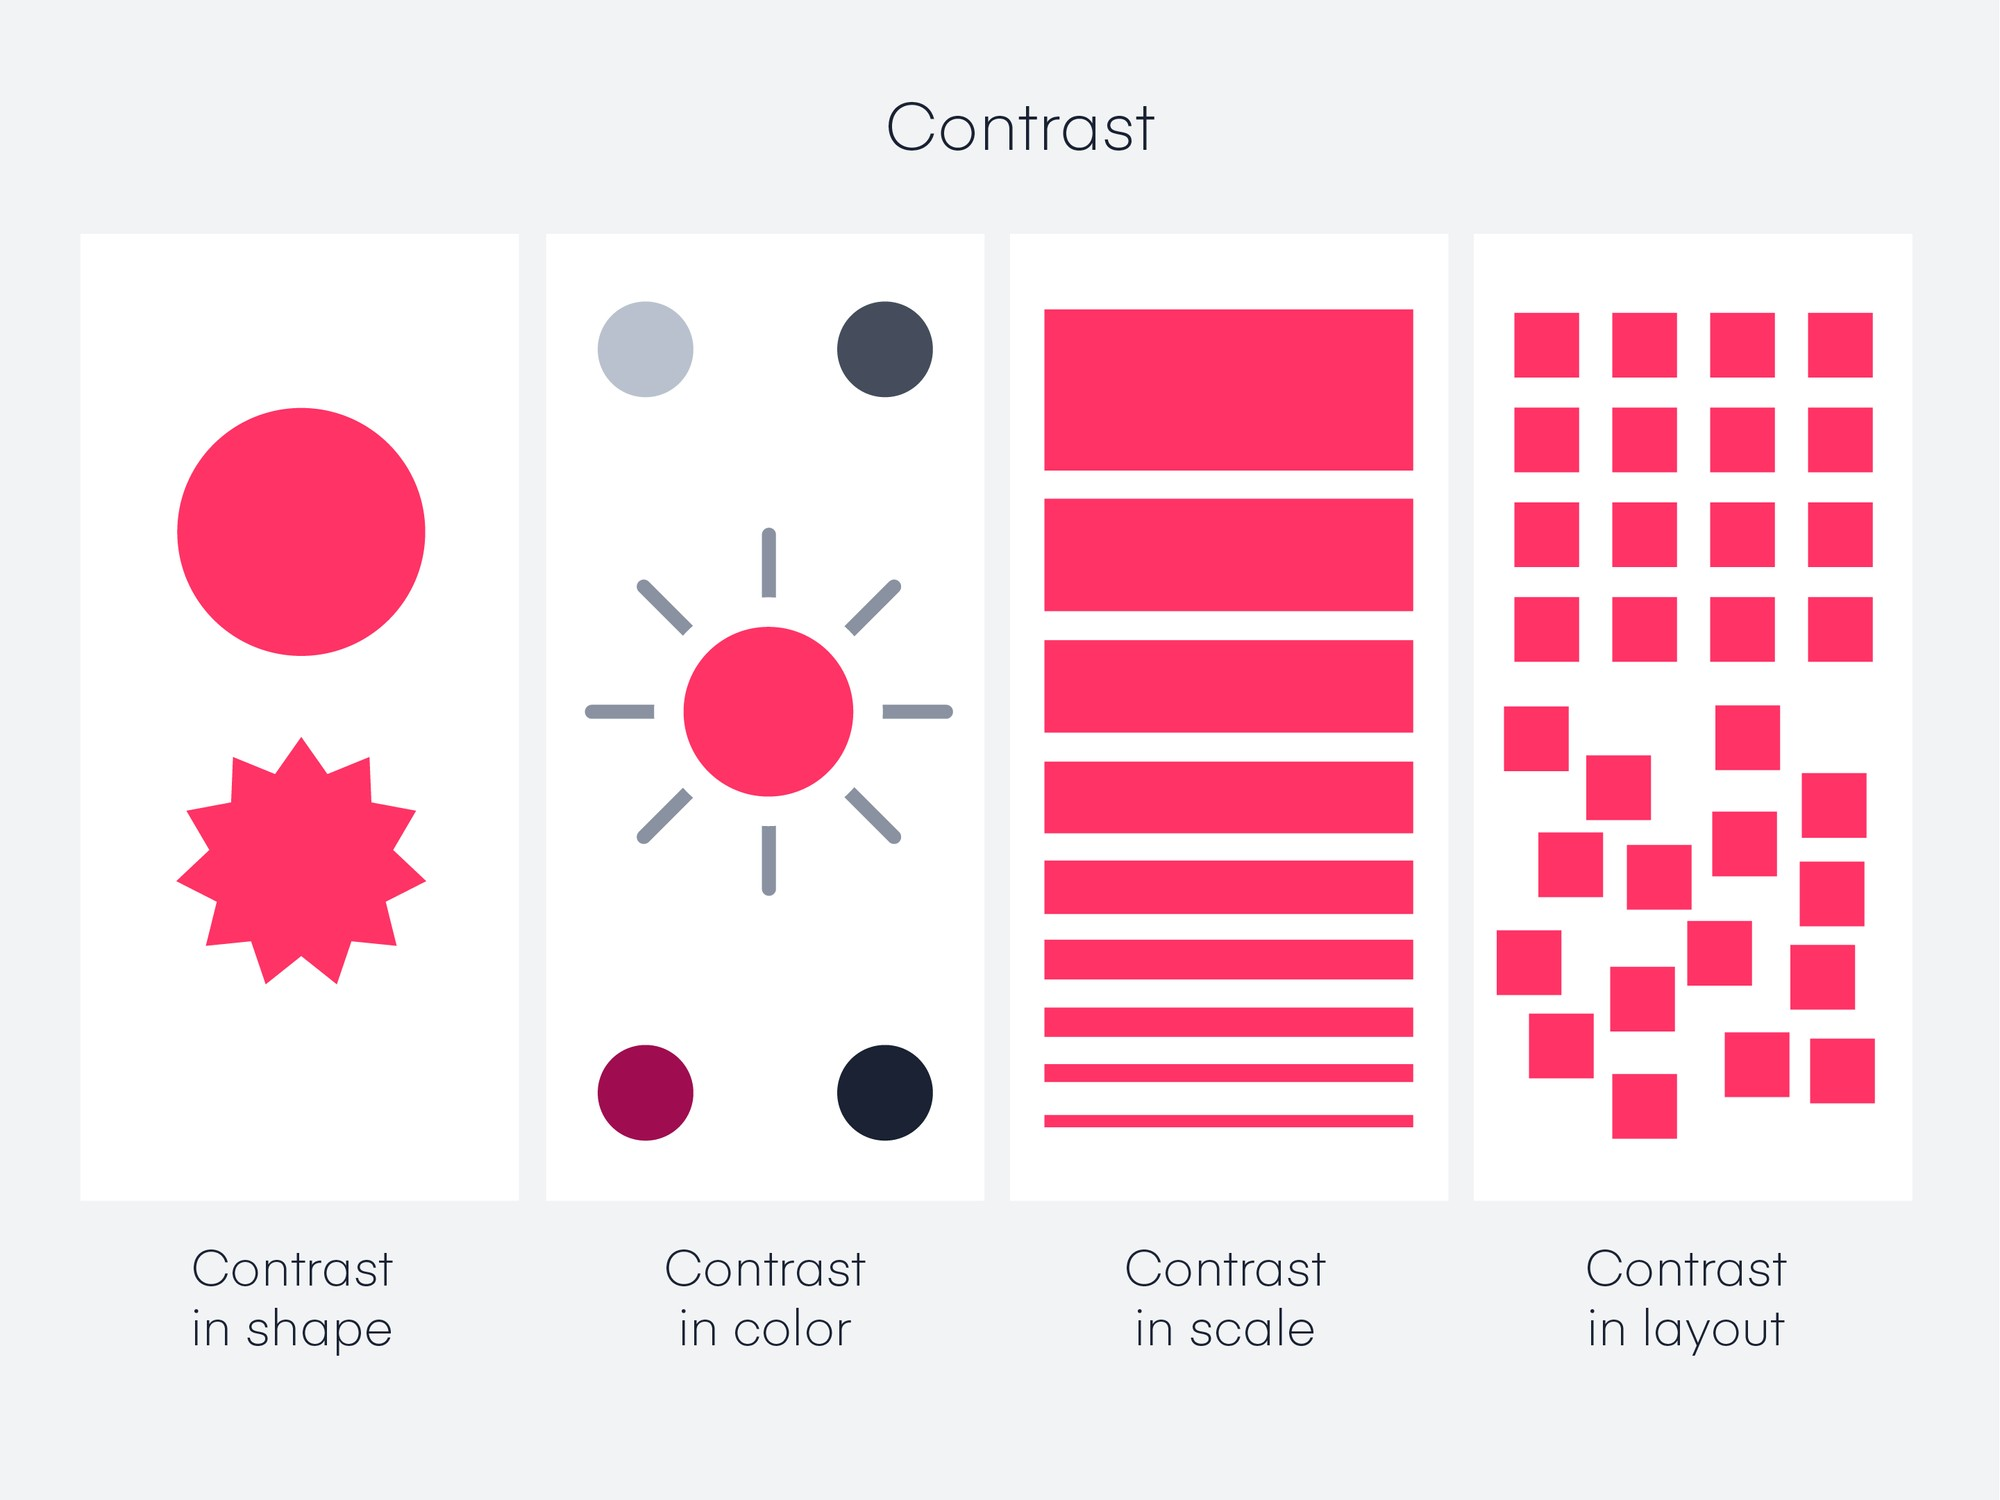 Contrast
Contrast
in shape
Contrast
in color
Contrast
in scale
Contrast
in layout